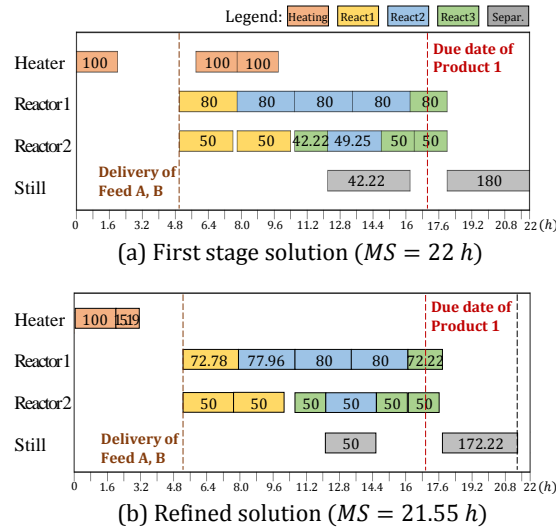 Legend: Heating React1 React2 React3 Separ.
Due date of
Product 1
Heater 100 100 100
Reactor1 80 80 80 80 80
Reactor2 50 50 42.22 49.25 50 50
Delivery of
Feed A, B
Still 42.22 180
0 1.6 3.2 4.8 6.4 8.0 9.6 11.2 12.8 14.4 16 17.6 19.2 20.8 22 (h)
(a) First stage solution (MS = 22 h)
Due date of
Product 1
Heater 100 15.19
Reactor1 72.78 77.96 80 80 72.22
Reactor2 50 50 50 50 50 50
Delivery of
Feed A, B
Still 50 172.22
0 1.6 3.2 4.8 6.4 8.0 9.6 11.2 12.8 14.4 16 17.6 19.2 20.8 22 (h)
(b) Refined solution (MS = 21.55 h)